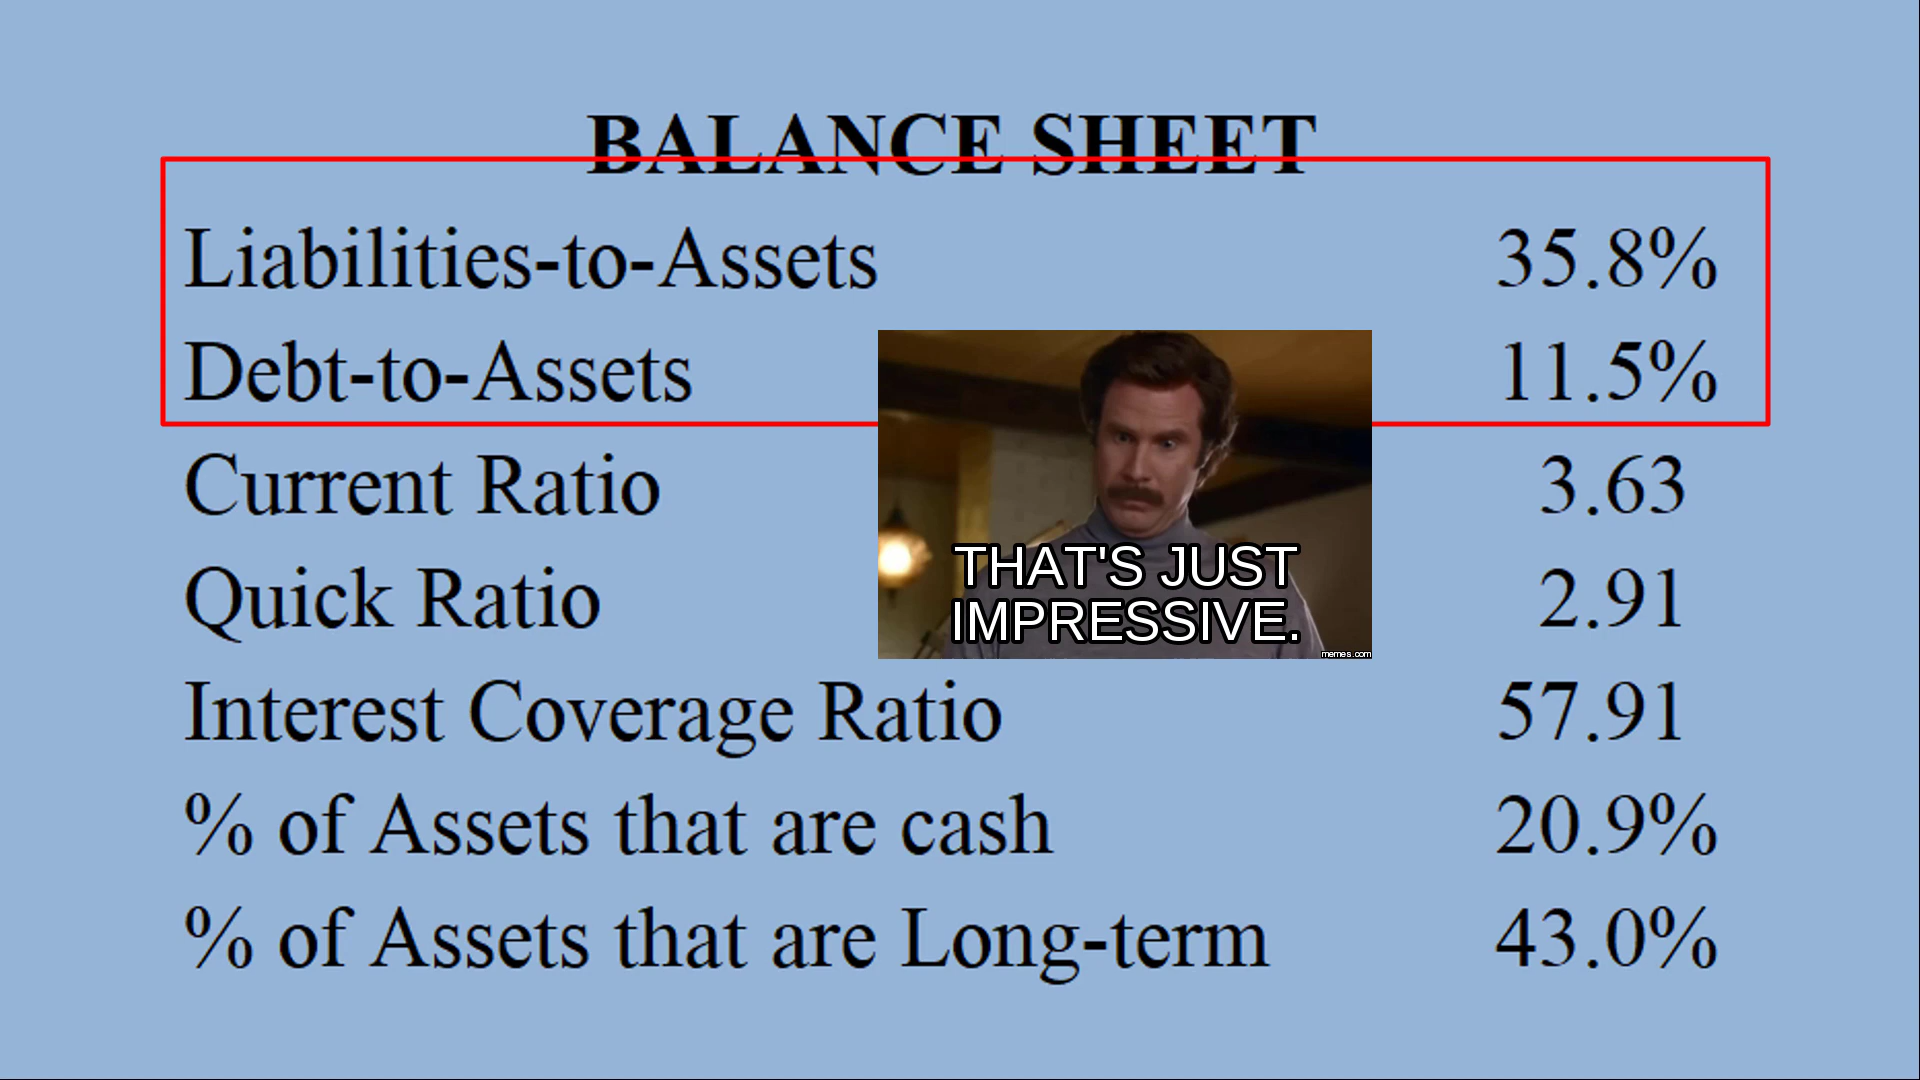 BALANCE SHEET
Liabilities-to-Assets 35.8%
Debt-to-Assets 11.5%
Current Ratio 3.63
Quick Ratio 2.91
THAT'S JUST
IMPRESSIVE.
memes.com
Interest Coverage Ratio 57.91
% of Assets that are cash 20.9%
% of Assets that are Long-term 43.0%